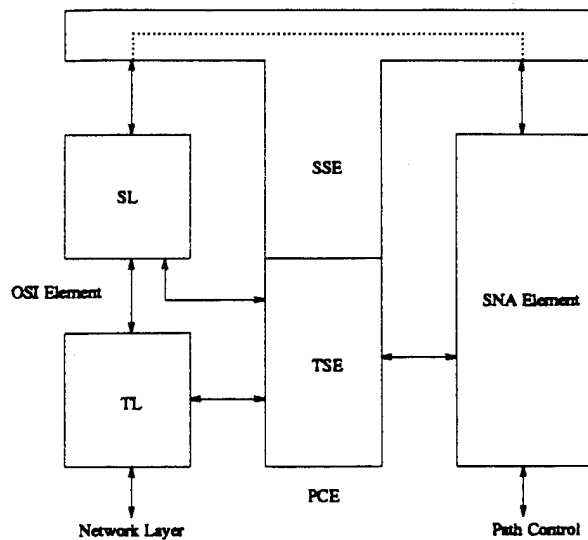 SSE
SL
OSI Element
SNA Element
TSE
TL
PCE
Network Layer
Path Control